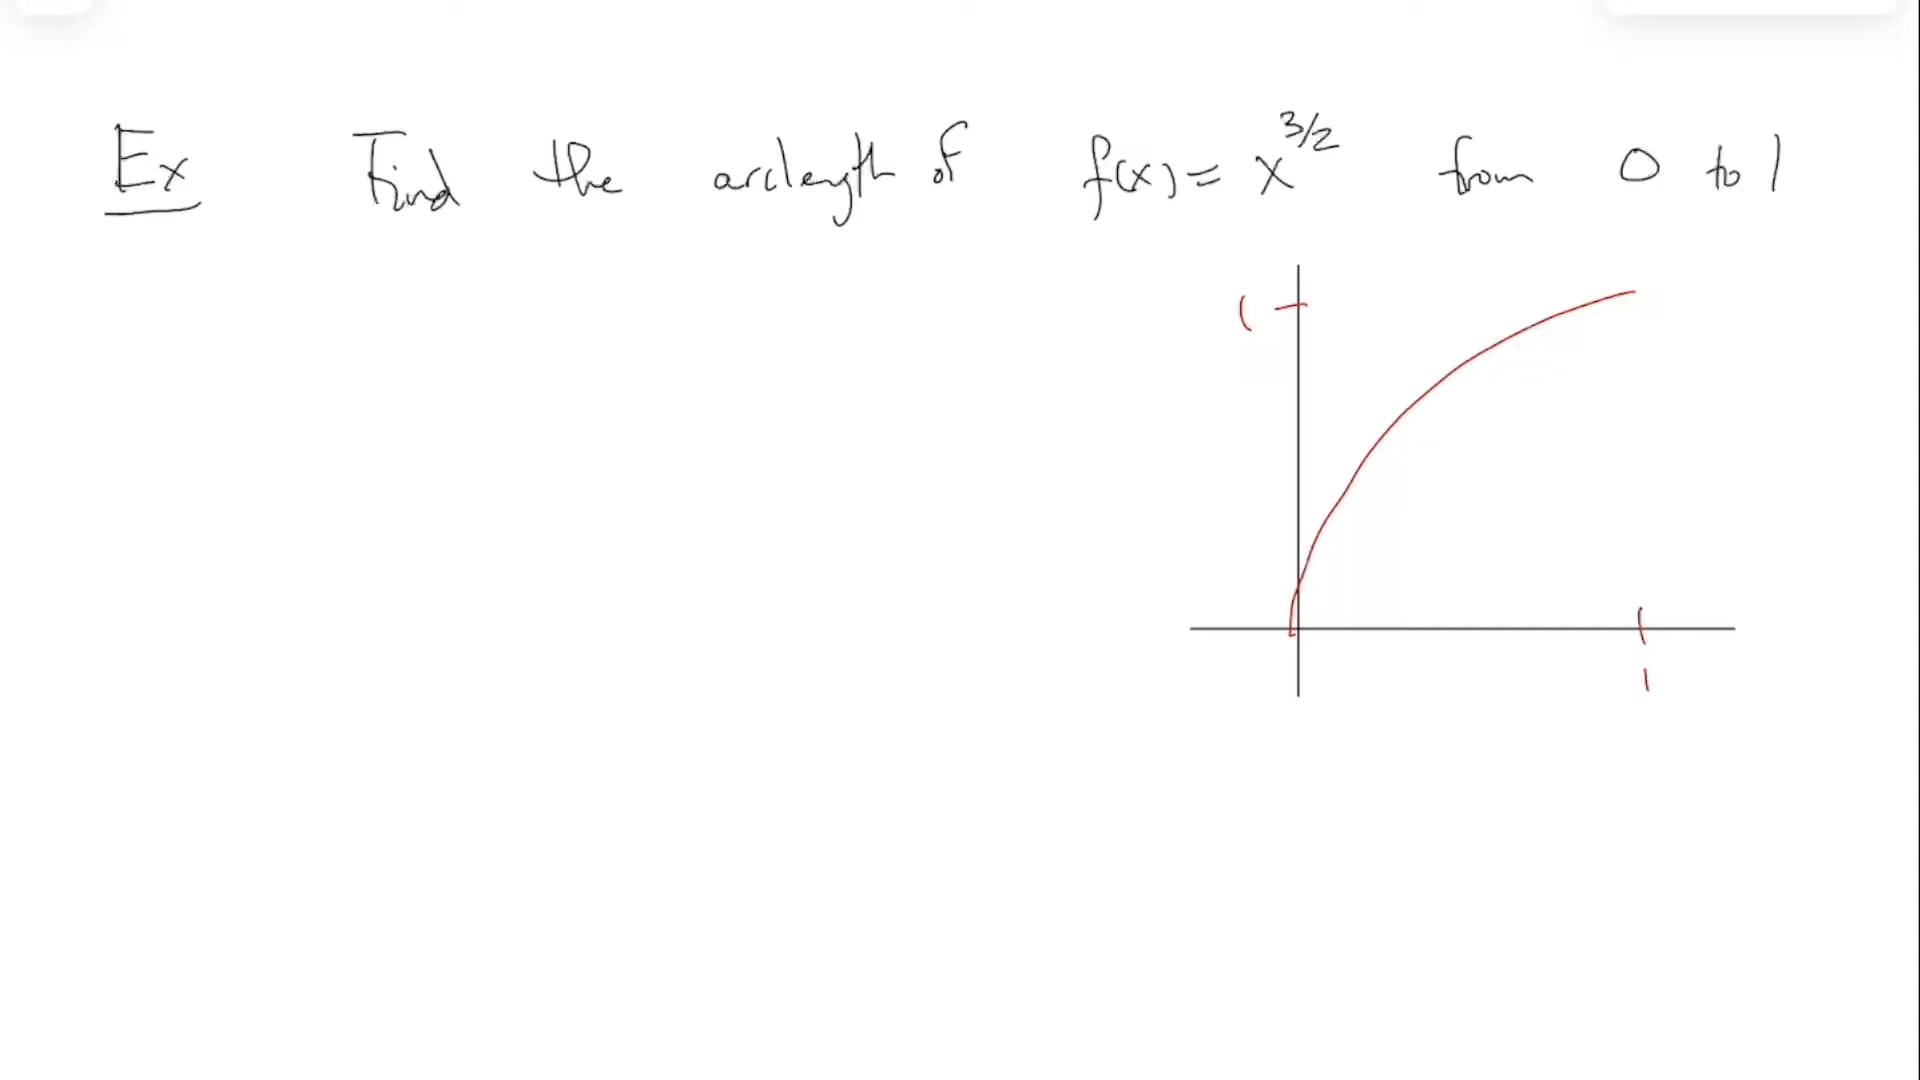 Ex Find the arclength of f(x) = x^{3/2} from 0 to 1
1
1